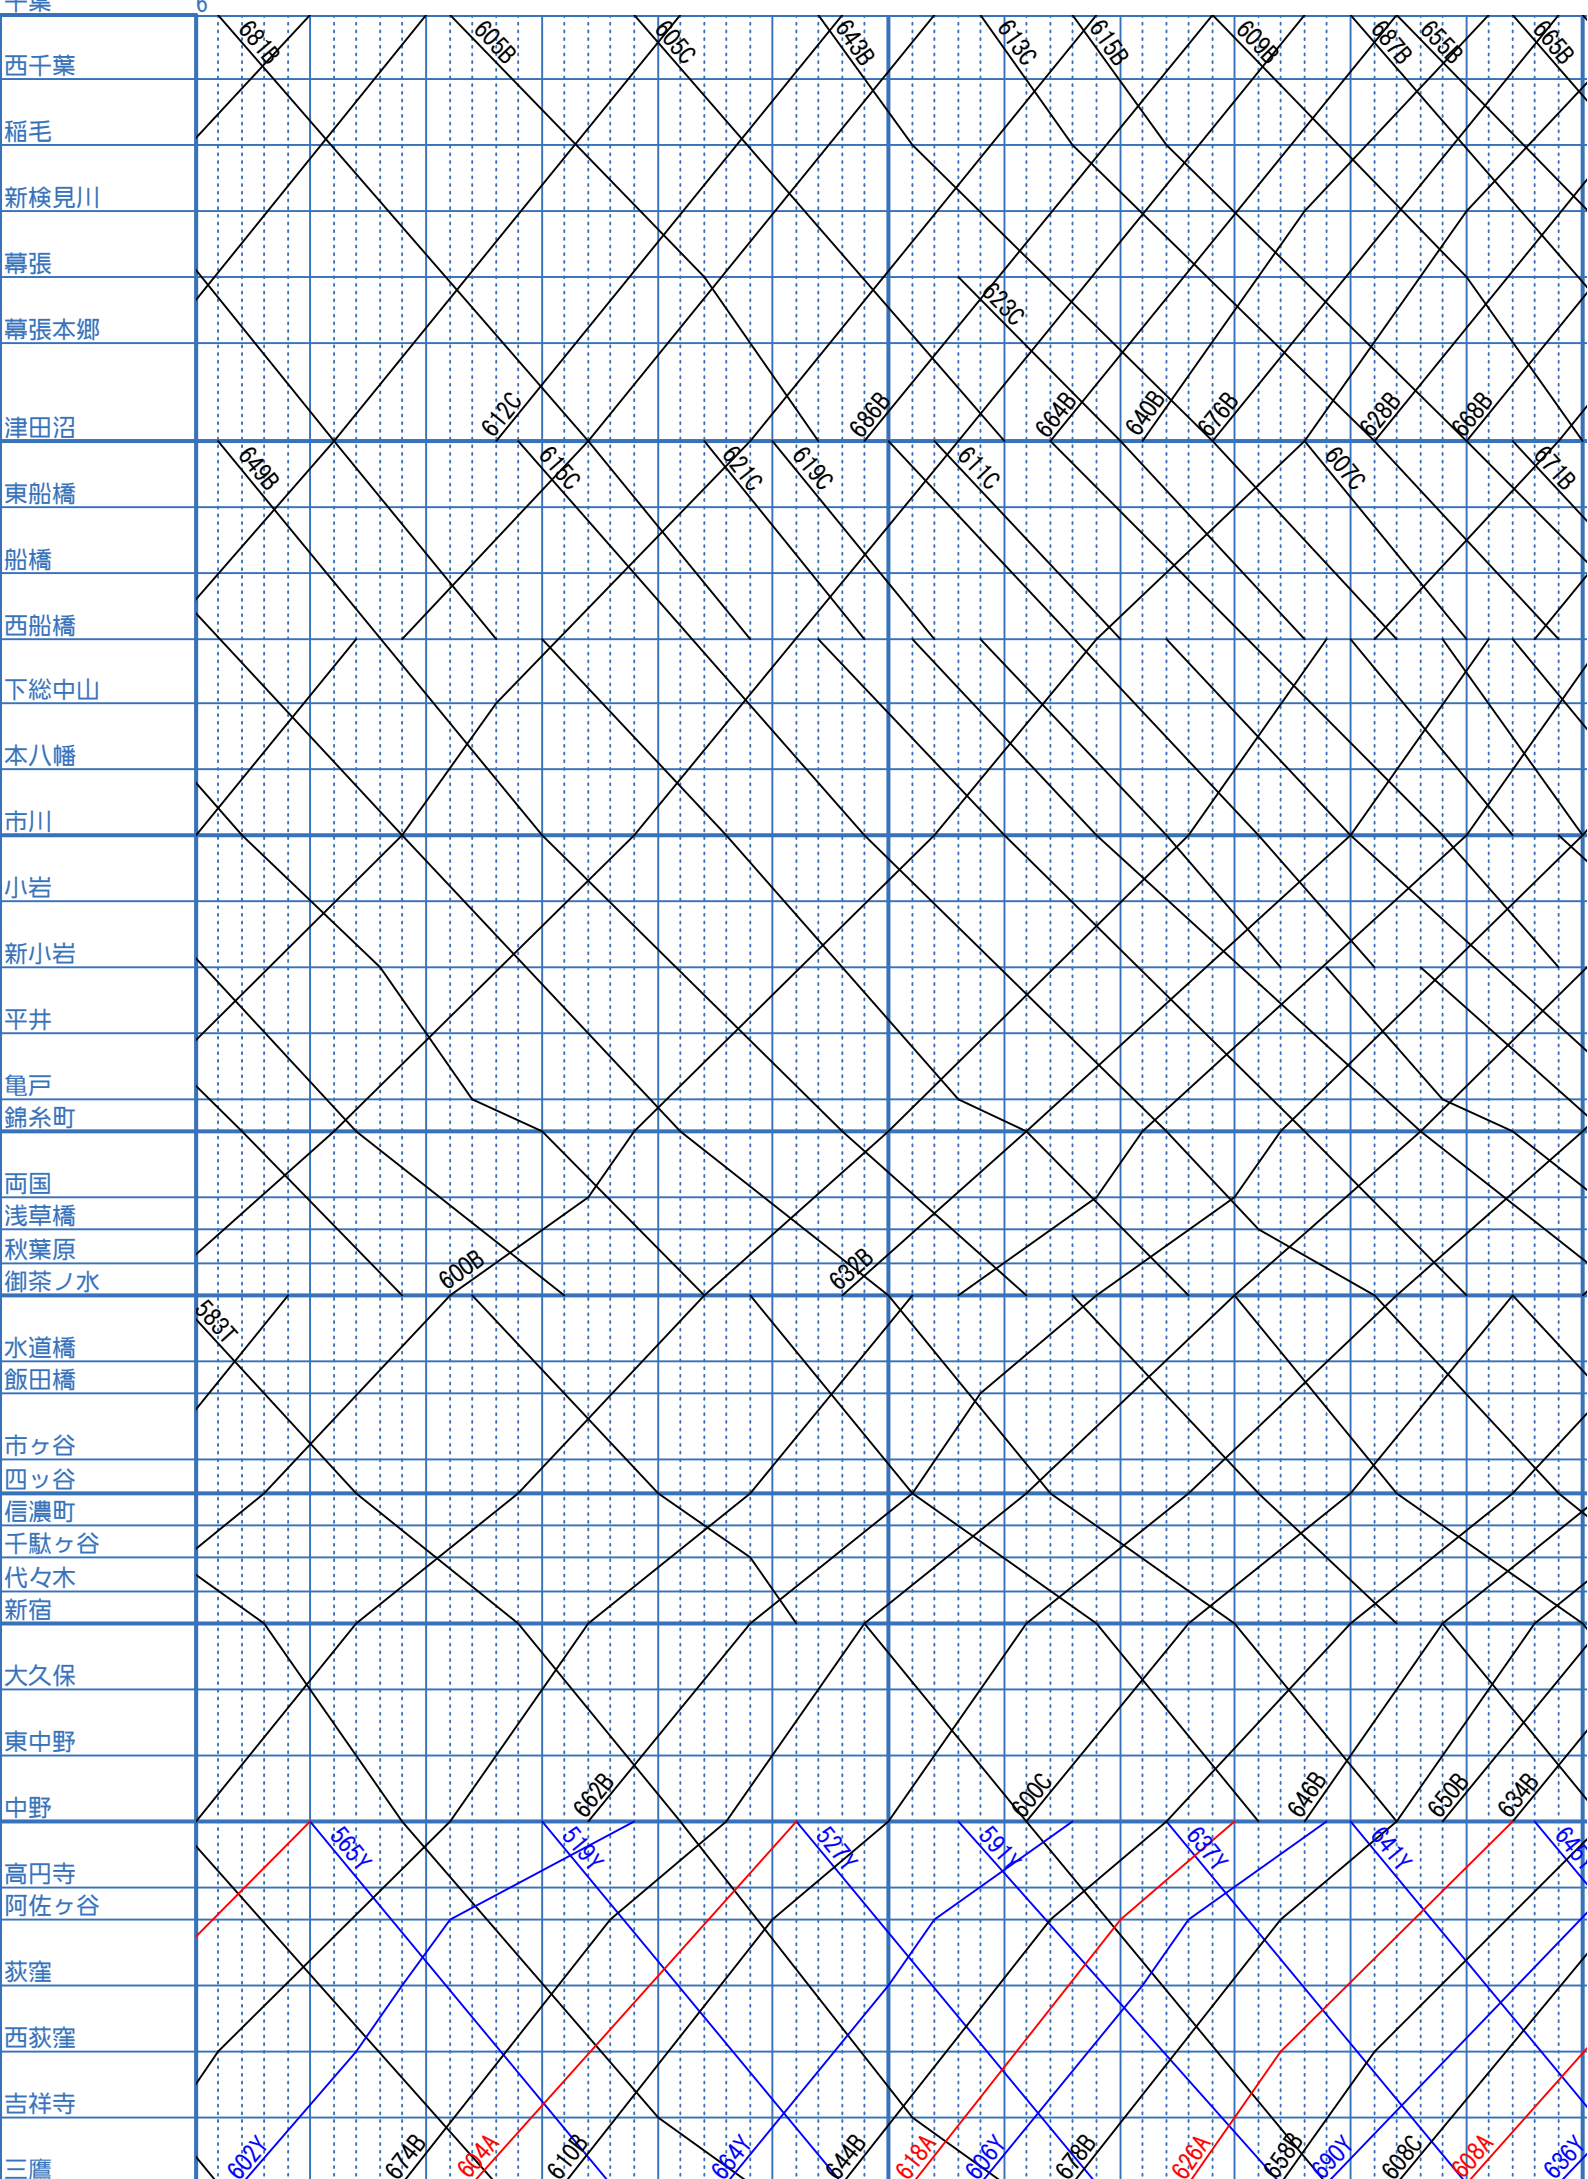 千葉
6
681B
605B
605C
643B
613C
615B
609B
687B
655B
665B
西千葉
稲毛
新検見川
幕張
623C
幕張本郷
612C
686B
664B
640B
676B
628B
668B
津田沼
649B
615C
621C
619C
611C
607C
671B
東船橋
船橋
西船橋
下総中山
本八幡
市川
小岩
新小岩
平井
亀戸
錦糸町
両国
浅草橋
秋葉原
600B
632B
御茶ノ水
583T
水道橋
飯田橋
市ヶ谷
四ッ谷
信濃町
千駄ヶ谷
代々木
新宿
大久保
東中野
662B
600C
646B
650B
634B
中野
565Y
519Y
527Y
591Y
637Y
641Y
高円寺
阿佐ヶ谷
荻窪
西荻窪
吉祥寺
602Y
674B
604A
610B
664Y
644B
618A
606Y
678B
626A
658B
690Y
608C
608A
636Y
三鷹